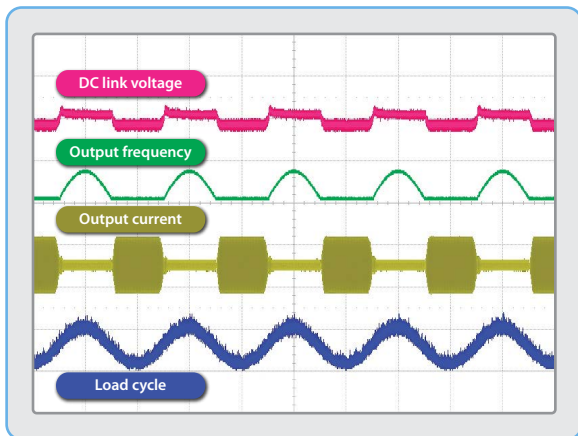 DC link voltage
Output frequency
Output current
Load cycle